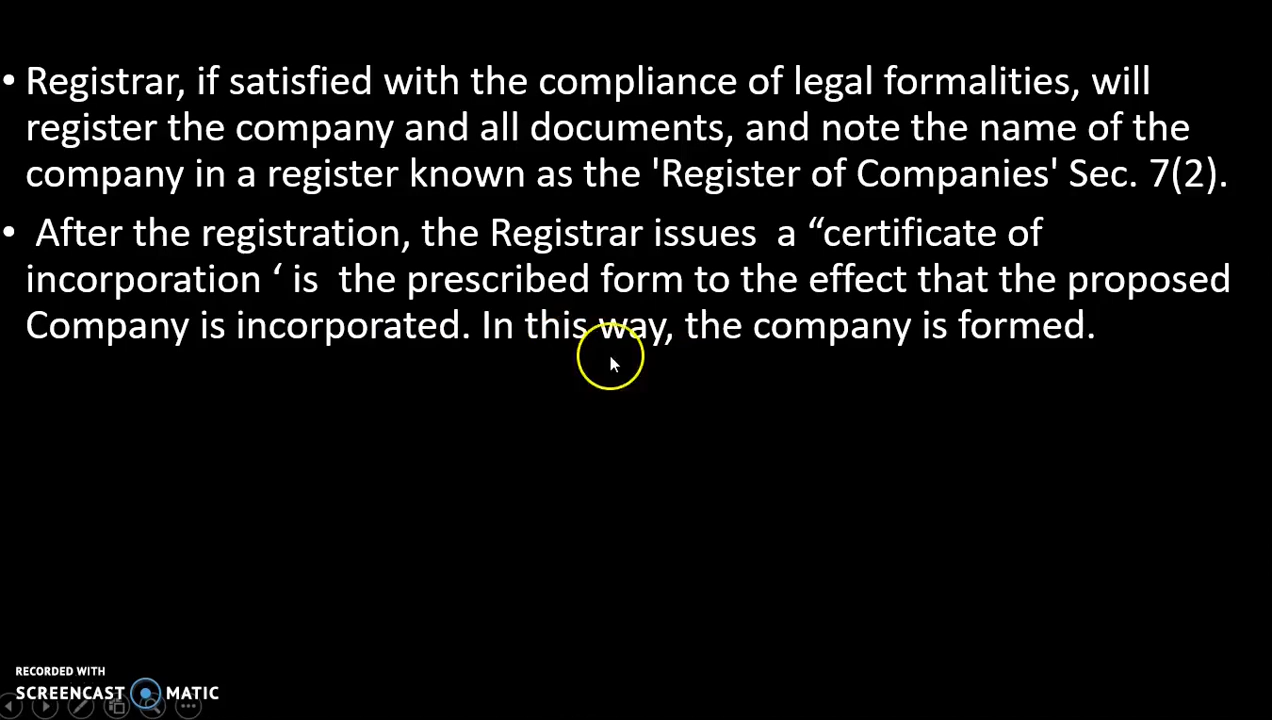 • Registrar, if satisfied with the compliance of legal formalities, will
register the company and all documents, and note the name of the
company in a register known as the 'Register of Companies' Sec. 7(2).
• After the registration, the Registrar issues  a “certificate of
incorporation ‘ is  the prescribed form to the effect that the proposed
Company is incorporated. In this way, the company is formed.
RECORDED WITH
SCREENCAST MATIC